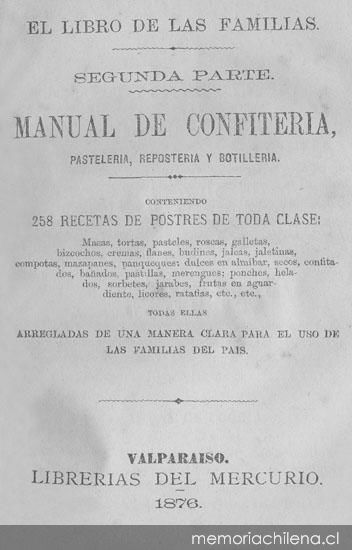 EL LIBRO DE LAS FAMILIAS.
SEGUNDA PARTE.
MANUAL DE CONFITERIA,
PASTELERIA, REPOSTERIA Y BOTILLERIA.
CONTENIENDO
258 RECETAS DE POSTRES DE TODA CLASE:
Masas, tortas, pasteles, roscas, galletas,
bizcochos, cremas, flanes, budines, jaleas, jaletinas,
compotas, mazapanes, panqueques; dulces en almibar, secos, confita-
dos, bañados, pastillas, merengues; ponches, hela-
dos, sorbetes, jarabes, frutas en aguar-
diente, licores, ratafias, etc., etc.,
TODAS ELLAS
ARREGLADAS DE UNA MANERA CLARA PARA EL USO DE
LAS FAMILIAS DEL PAIS.
VALPARAISO.
LIBRERIAS DEL MERCURIO.
1876.
memoriachilena.cl